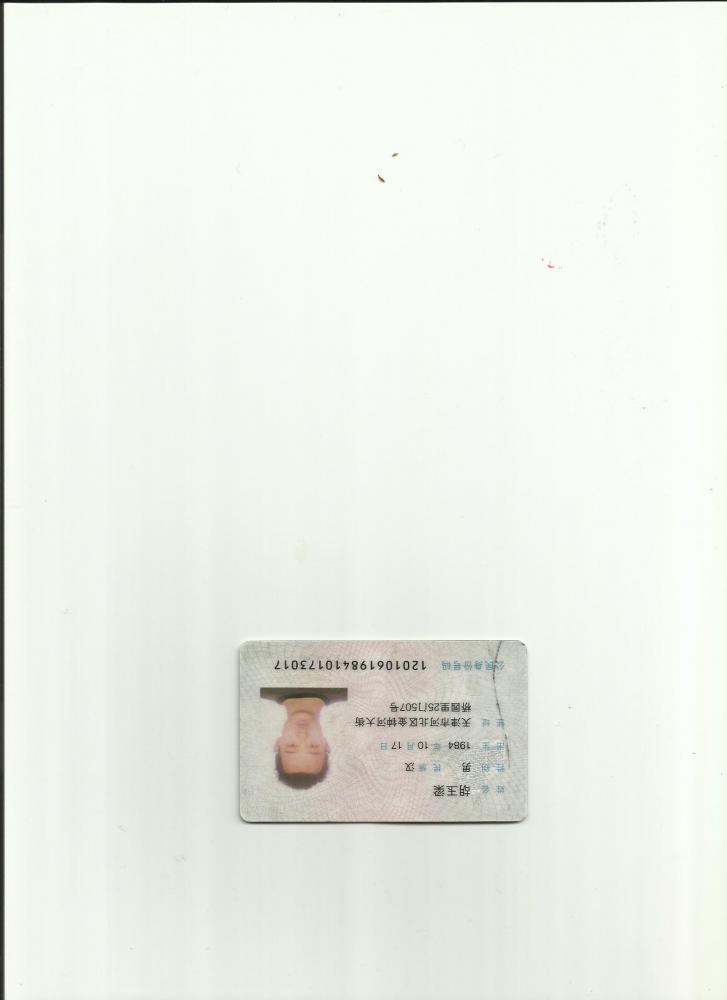 姓名 胡玉梁
性别 男 民族 汉
出生 1984 年 10 月 17 日
住址 天津市河北区金钟河大街
桥园里25门507号
公民身份号码 120106198410173017